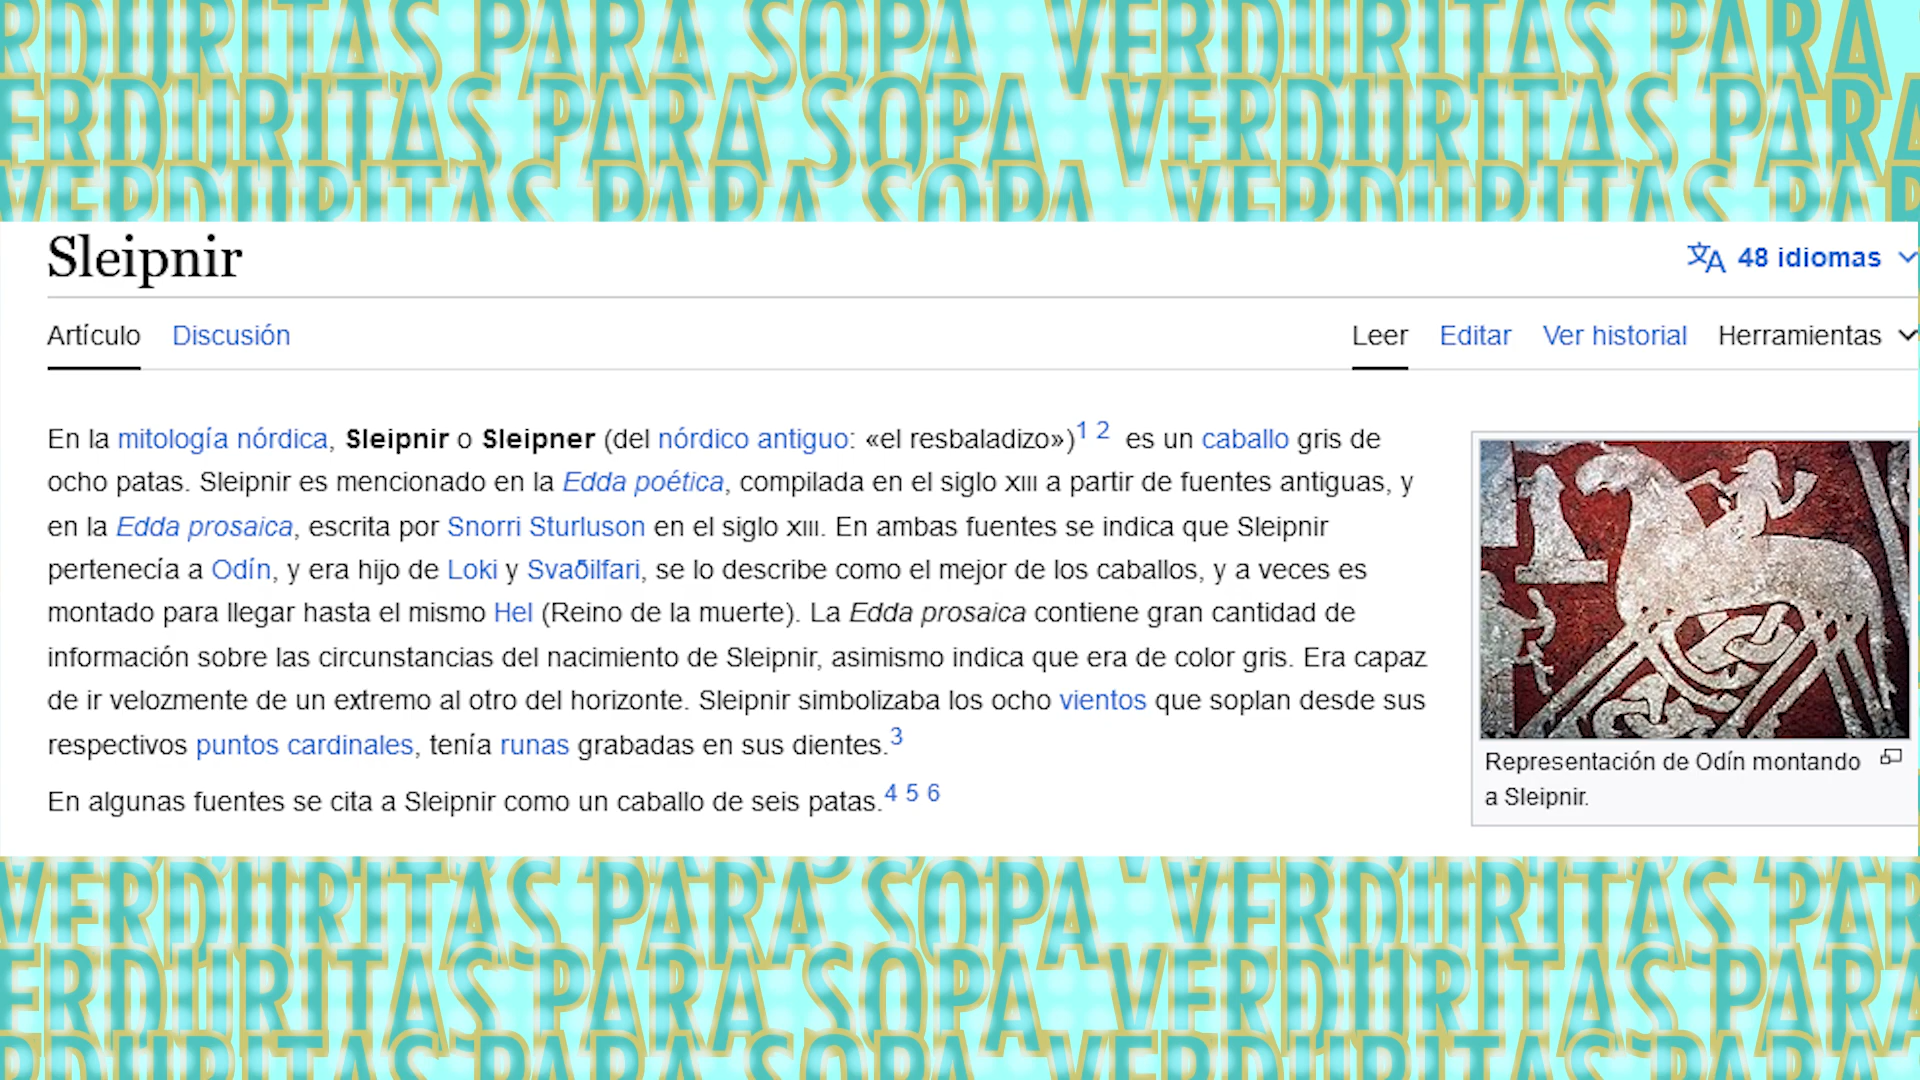 RDURITAS PARA SOPA VERDURITAS PARA
ERDURITAS PARA SOPA VERDURITAS PARA
VERDURITAS PARA SOPA VERDURITAS PAR
Sleipnir
48 idiomas
Artículo Discusión Leer Editar Ver historial Herramientas
En la mitología nórdica, Sleipnir o Sleipner (del nórdico antiguo: «el resbaladizo»)1 2 es un caballo gris de
ocho patas. Sleipnir es mencionado en la Edda poética, compilada en el siglo XIII a partir de fuentes antiguas, y
en la Edda prosaica, escrita por Snorri Sturluson en el siglo XIII. En ambas fuentes se indica que Sleipnir
pertenecía a Odín, y era hijo de Loki y Svaðilfari, se lo describe como el mejor de los caballos, y a veces es
montado para llegar hasta el mismo Hel (Reino de la muerte). La Edda prosaica contiene gran cantidad de
información sobre las circunstancias del nacimiento de Sleipnir, asimismo indica que era de color gris. Era capaz
de ir velozmente de un extremo al otro del horizonte. Sleipnir simbolizaba los ocho vientos que soplan desde sus
respectivos puntos cardinales, tenía runas grabadas en sus dientes.3
En algunas fuentes se cita a Sleipnir como un caballo de seis patas.4 5 6
Representación de Odín montando
a Sleipnir.
VERDURITAS PARA SOPA VERDURITAS PAR
ERDURITAS PARA SOPA VERDURITAS PARA
RDURITAS PARA SOPA VERDURITAS PARA